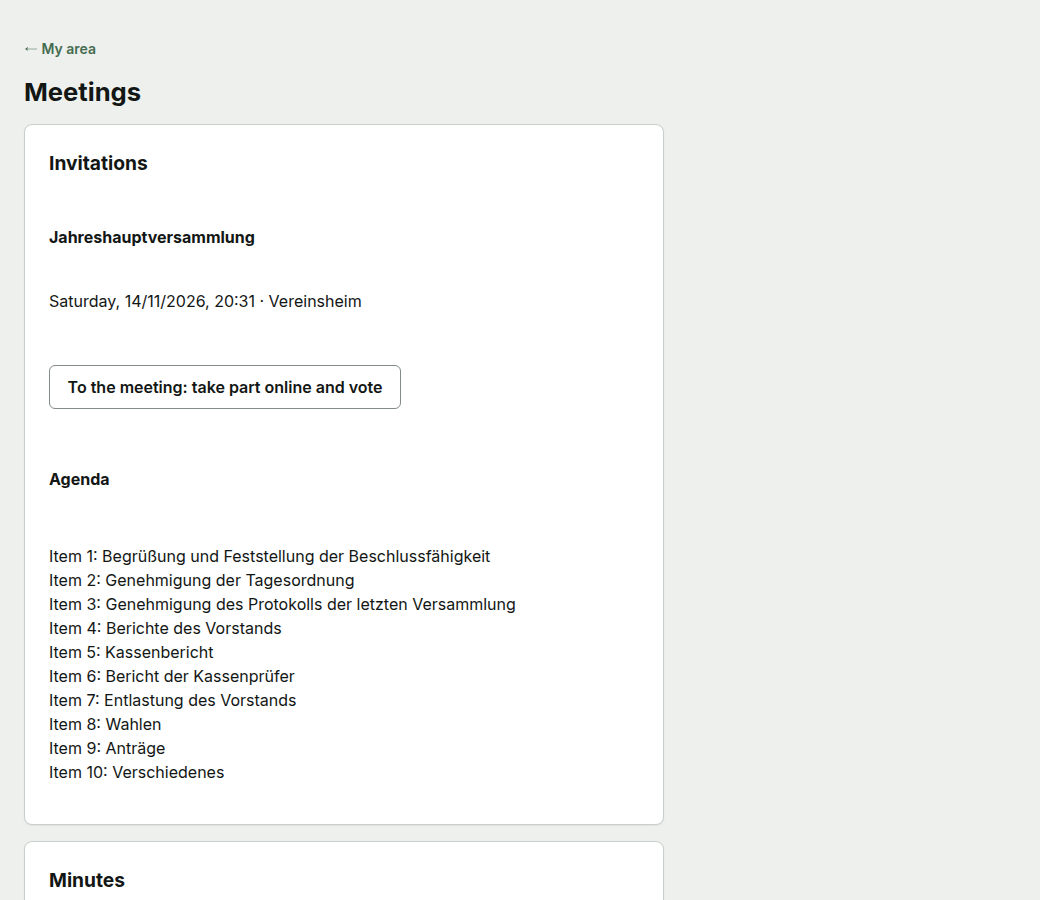 ← My area
Meetings
Invitations
Jahreshauptversammlung
Saturday, 14/11/2026, 20:31 · Vereinsheim
To the meeting: take part online and vote
Agenda
Item 1: Begrüßung und Feststellung der Beschlussfähigkeit
Item 2: Genehmigung der Tagesordnung
Item 3: Genehmigung des Protokolls der letzten Versammlung
Item 4: Berichte des Vorstands
Item 5: Kassenbericht
Item 6: Bericht der Kassenprüfer
Item 7: Entlastung des Vorstands
Item 8: Wahlen
Item 9: Anträge
Item 10: Verschiedenes
Minutes